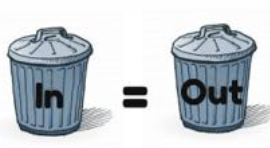 In = Out